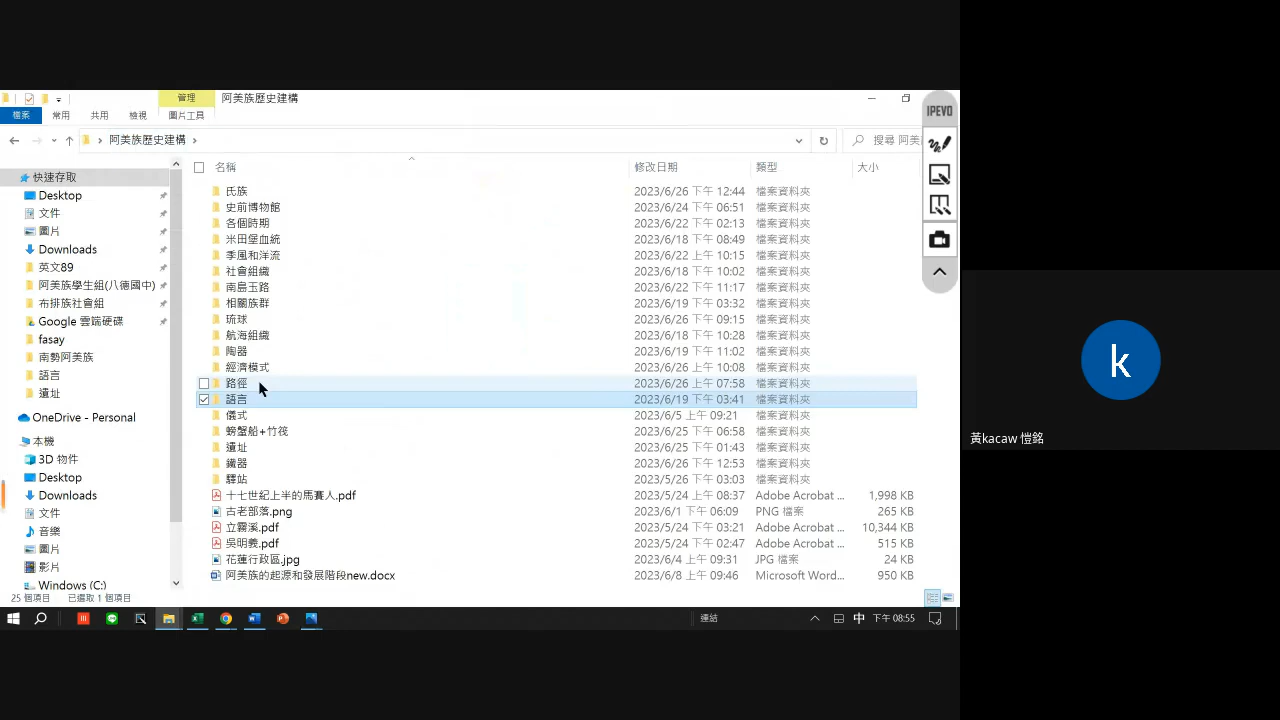 管理
阿美族歷史建構
檔案
常用
共用
檢視
圖片工具
阿美族歷史建構
搜尋 阿美
快速存取
Desktop
文件
圖片
Downloads
英文89
阿美族學生組(八德國中)
布排族社會組
Google 雲端硬碟
fasay
南勢阿美族
語言
遺址
OneDrive - Personal
本機
3D 物件
Desktop
Downloads
文件
音樂
圖片
影片
Windows (C:)
名稱 修改日期 類型 大小
氏族 2023/6/26 下午 12:44 檔案資料夾
史前博物館 2023/6/24 下午 06:51 檔案資料夾
各個時期 2023/6/22 下午 02:13 檔案資料夾
米田堡血統 2023/6/18 下午 08:49 檔案資料夾
季風和洋流 2023/6/22 上午 10:15 檔案資料夾
社會組織 2023/6/18 上午 10:02 檔案資料夾
南島玉路 2023/6/22 下午 11:17 檔案資料夾
相關族群 2023/6/19 下午 03:32 檔案資料夾
琉球 2023/6/26 下午 09:15 檔案資料夾
航海組織 2023/6/18 上午 10:28 檔案資料夾
陶器 2023/6/19 上午 11:02 檔案資料夾
經濟模式 2023/6/26 上午 10:08 檔案資料夾
路徑 2023/6/26 下午 07:58 檔案資料夾
語言 2023/6/19 下午 03:41 檔案資料夾
儀式 2023/6/5 上午 09:21 檔案資料夾
螃蟹船+竹筏 2023/6/25 下午 06:58 檔案資料夾
遺址 2023/6/25 下午 01:43 檔案資料夾
鐵器 2023/6/26 下午 12:53 檔案資料夾
驛站 2023/5/26 下午 03:03 檔案資料夾
十七世紀上半的馬賽人.pdf 2023/5/24 上午 08:37 Adobe Acrobat ... 1,998 KB
古老部落.png 2023/6/1 下午 06:09 PNG 檔案 265 KB
立霧溪.pdf 2023/5/24 下午 03:21 Adobe Acrobat ... 10,344 KB
吳明義.pdf 2023/5/24 下午 02:47 Adobe Acrobat ... 515 KB
花蓮行政區.jpg 2023/6/4 上午 09:31 JPG 檔案 24 KB
阿美族的起源和發展階段new.docx 2023/6/8 上午 09:46 Microsoft Word... 950 KB
25 個項目 已選取 1 個項目
連結
中
下午 08:55
IPEVO
k
黃kacaw 愷銘